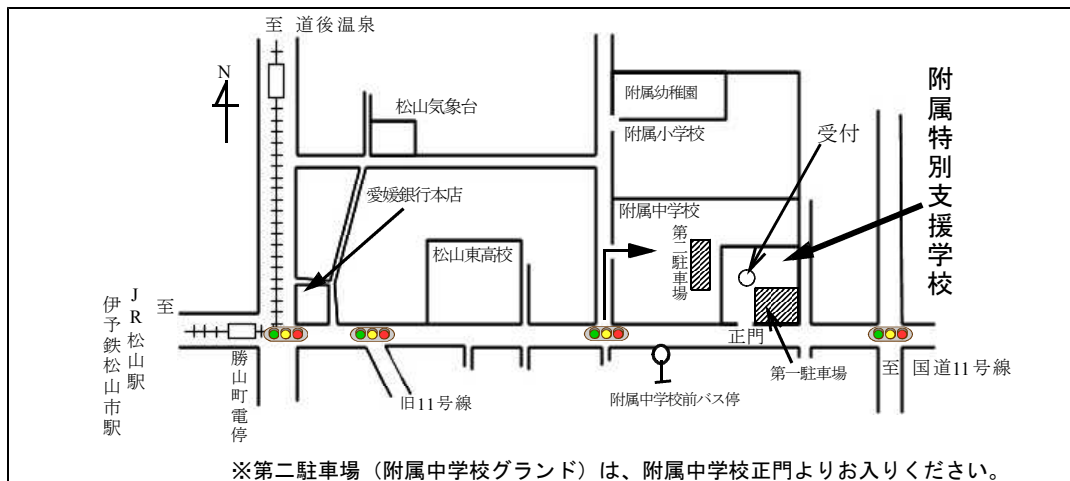 至 道後温泉
N
松山気象台
附属幼稚園
附属小学校
受付
附属特別支援学校
愛媛銀行本店
附属中学校
第二駐車場
松山東高校
至
JR松山駅
伊予鉄松山市駅
勝山町電停
正門
第一駐車場
至 国道11号線
旧11号線
附属中学校前バス停
※第二駐車場（附属中学校グランド）は、附属中学校正門よりお入りください。